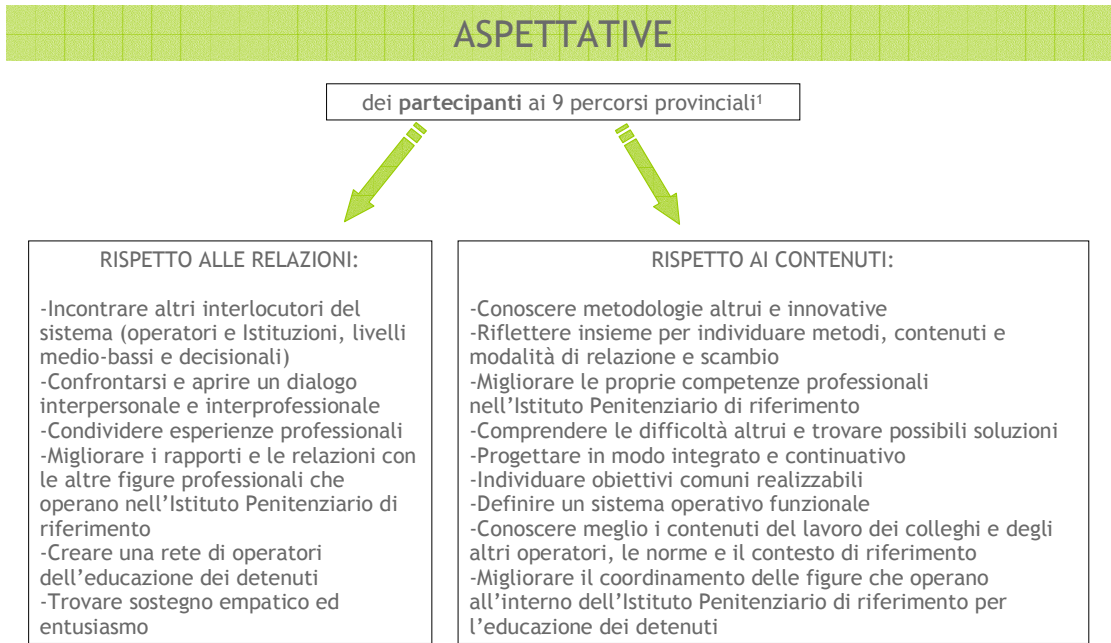 ASPETTATIVE
dei partecipanti ai 9 percorsi provinciali¹
RISPETTO ALLE RELAZIONI:
-Incontrare altri interlocutori del
sistema (operatori e Istituzioni, livelli
medio-bassi e decisionali)
-Confrontarsi e aprire un dialogo
interpersonale e interprofessionale
-Condividere esperienze professionali
-Migliorare i rapporti e le relazioni con
le altre figure professionali che
operano nell’Istituto Penitenziario di
riferimento
-Creare una rete di operatori
dell’educazione dei detenuti
-Trovare sostegno empatico ed
entusiasmo
RISPETTO AI CONTENUTI:
-Conoscere metodologie altrui e innovative
-Riflettere insieme per individuare metodi, contenuti e
modalità di relazione e scambio
-Migliorare le proprie competenze professionali
nell’Istituto Penitenziario di riferimento
-Comprendere le difficoltà altrui e trovare possibili soluzioni
-Progettare in modo integrato e continuativo
-Individuare obiettivi comuni realizzabili
-Definire un sistema operativo funzionale
-Conoscere meglio i contenuti del lavoro dei colleghi e degli
altri operatori, le norme e il contesto di riferimento
-Migliorare il coordinamento delle figure che operano
all’interno dell’Istituto Penitenziario di riferimento per
l’educazione dei detenuti